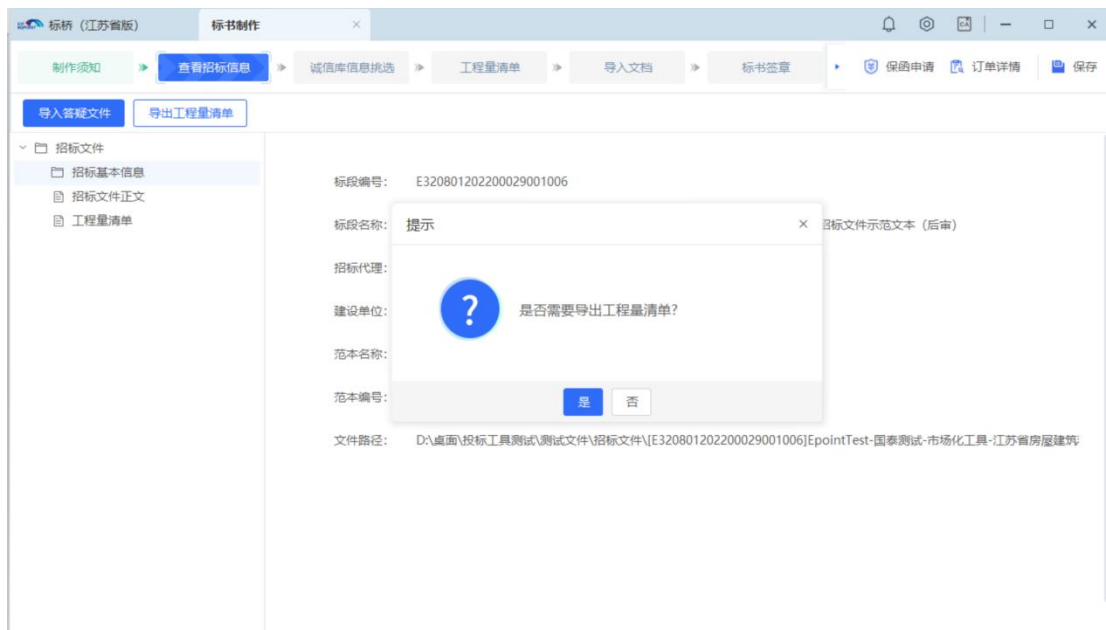 标桥（江苏省版） 标书制作
制作须知 查看招标信息 诚信库信息挑选 工程量清单 导入文档 标书签章 保函申请 订单详情 保存
导入答疑文件 导出工程量清单
招标文件
招标基本信息
招标文件正文
工程量清单
标段编号： E320801202200029001006
标段名称： 招标文件示范文本（后审）
提示
招标代理：
建设单位：
是否需要导出工程量清单?
范本名称：
范本编号：
是 否
文件路径： D:\桌面\投标工具测试\测试文件\招标文件\[E320801202200029001006]EpointTest-国泰测试-市场化工具-江苏省房屋建筑